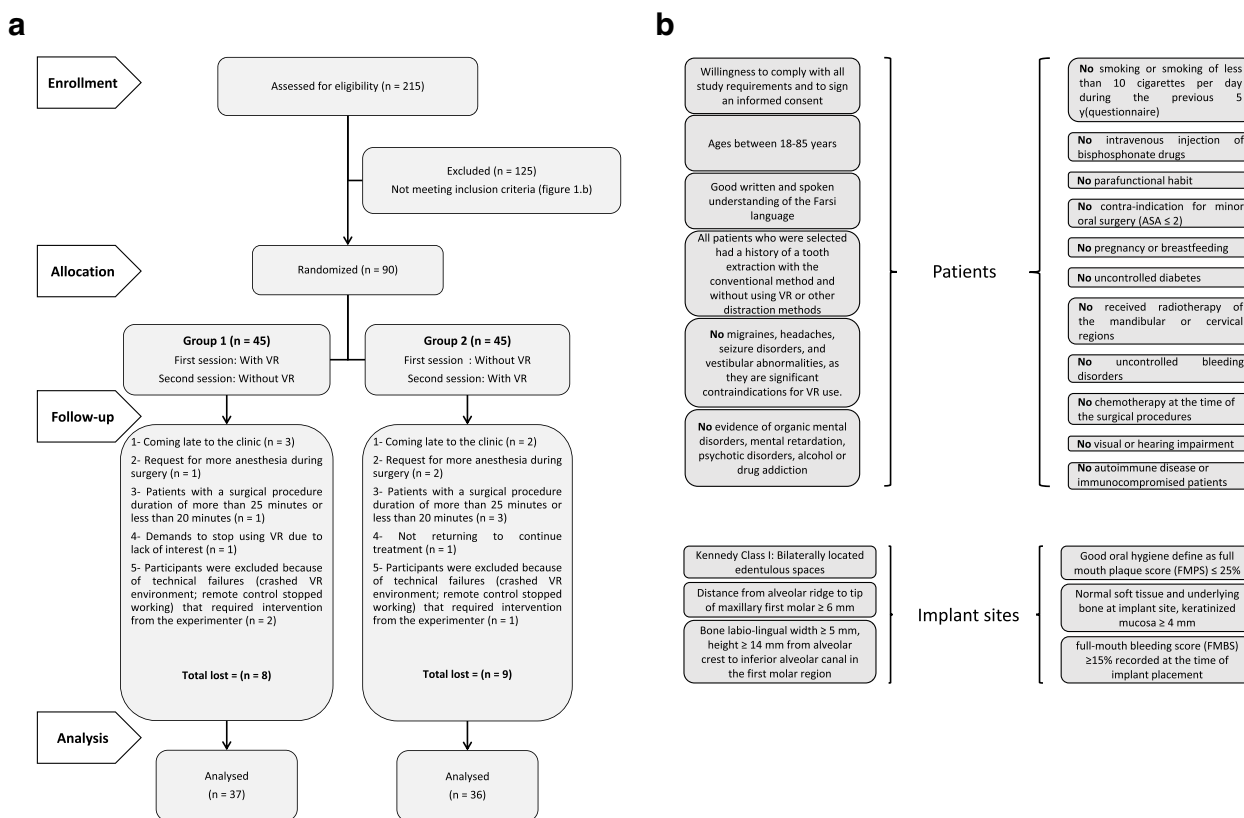 a
Enrollment
Assessed for eligibility (n = 215)
Excluded (n = 125)
Not meeting inclusion criteria (figure 1.b)
Allocation
Randomized (n = 90)
Group 1 (n = 45)
First session: With VR
Second session: Without VR
Group 2 (n = 45)
First session : Without VR
Second session: With VR
Follow-up
1- Coming late to the clinic (n = 3)
2- Request for more anesthesia during
surgery (n = 1)
3- Patients with a surgical procedure
duration of more than 25 minutes or
less than 20 minutes (n = 1)
4- Demands to stop using VR due to
lack of interest (n = 1)
5- Participants were excluded because
of technical failures (crashed VR
environment; remote control stopped
working) that required intervention
from the experimenter (n = 2)
Total lost = (n = 8)
1- Coming late to the clinic (n = 2)
2- Request for more anesthesia during
surgery (n = 2)
3- Patients with a surgical procedure
duration of more than 25 minutes or
less than 20 minutes (n = 3)
4- Not returning to continue
treatment (n = 1)
5- Participants were excluded because
of technical failures (crashed VR
environment; remote control stopped
working) that required intervention
from the experimenter (n = 1)
Total lost = (n = 9)
Analysis
Analysed
(n = 37)
Analysed
(n = 36)
b
Willingness to comply with all
study requirements and to sign
an informed consent
Ages between 18-85 years
Good written and spoken
understanding of the Farsi
language
All patients who were selected
had a history of a tooth
extraction with the
conventional method and
without using VR or other
distraction methods
No migraines, headaches,
seizure disorders, and
vestibular abnormalities, as
they are significant
contraindications for VR use.
No evidence of organic mental
disorders, mental retardation,
psychotic disorders, alcohol or
drug addiction
Patients
No smoking or smoking of less
than 10 cigarettes per day
during the previous 5
y(questionnaire)
No intravenous injection of
bisphosphonate drugs
No parafunctional habit
No contra-indication for minor
oral surgery (ASA ≤ 2)
No pregnancy or breastfeeding
No uncontrolled diabetes
No received radiotherapy of
the mandibular or cervical
regions
No uncontrolled bleeding
disorders
No chemotherapy at the time of
the surgical procedures
No visual or hearing impairment
No autoimmune disease or
immunocompromised patients
Kennedy Class I: Bilaterally located
edentulous spaces
Distance from alveolar ridge to tip
of maxillary first molar ≥ 6 mm
Bone labio-lingual width ≥ 5 mm,
height ≥ 14 mm from alveolar
crest to inferior alveolar canal in
the first molar region
Implant sites
Good oral hygiene define as full
mouth plaque score (FMPS) ≤ 25%
Normal soft tissue and underlying
bone at implant site, keratinized
mucosa ≥ 4 mm
full-mouth bleeding score (FMBS)
≥15% recorded at the time of
implant placement